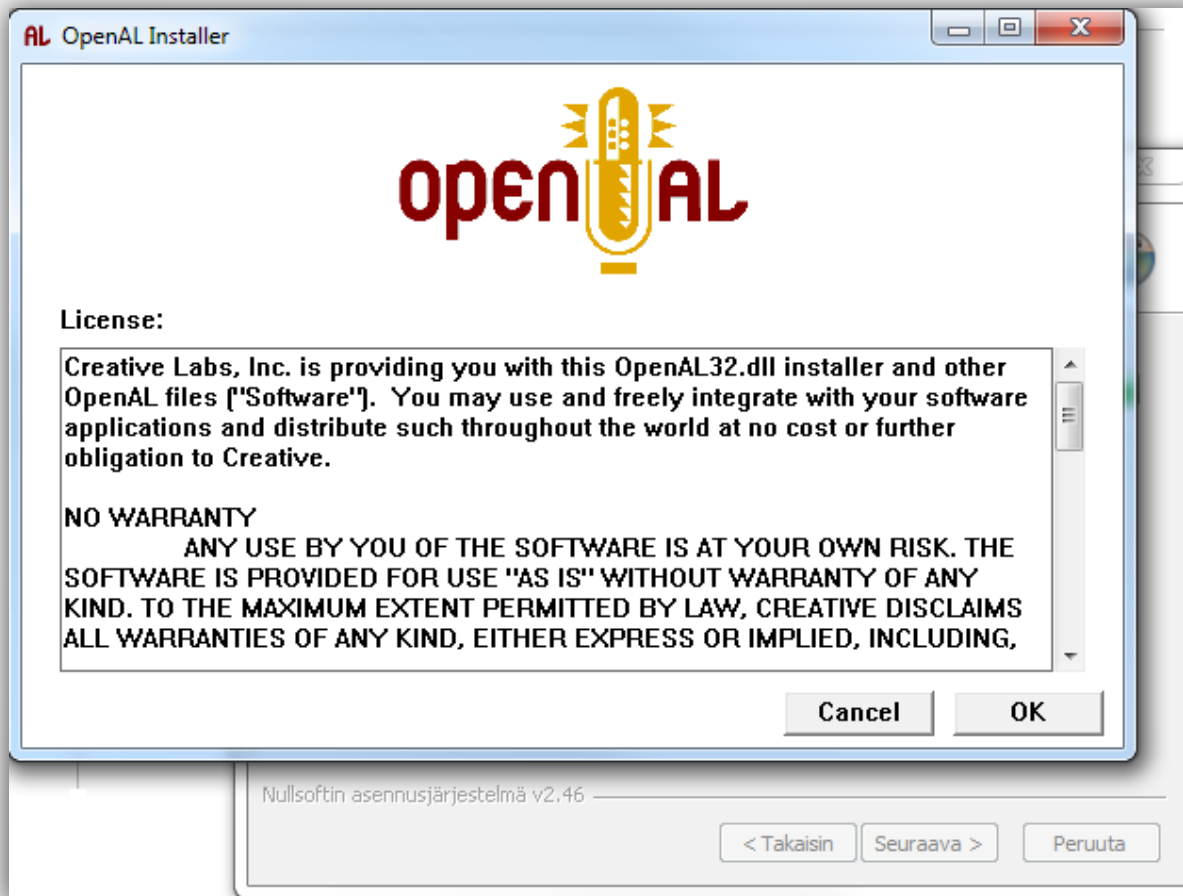 AL OpenAL Installer
OPEN AL
License:
Creative Labs, Inc. is providing you with this OpenAL32.dll installer and other
OpenAL files ("Software").  You may use and freely integrate with your software
applications and distribute such throughout the world at no cost or further
obligation to Creative.
NO WARRANTY
ANY USE BY YOU OF THE SOFTWARE IS AT YOUR OWN RISK. THE
SOFTWARE IS PROVIDED FOR USE "AS IS" WITHOUT WARRANTY OF ANY
KIND. TO THE MAXIMUM EXTENT PERMITTED BY LAW, CREATIVE DISCLAIMS
ALL WARRANTIES OF ANY KIND, EITHER EXPRESS OR IMPLIED, INCLUDING,
Cancel OK
Nullsoftin asennusjärjestelmä v2.46
< Takaisin Seuraava > Peruuta